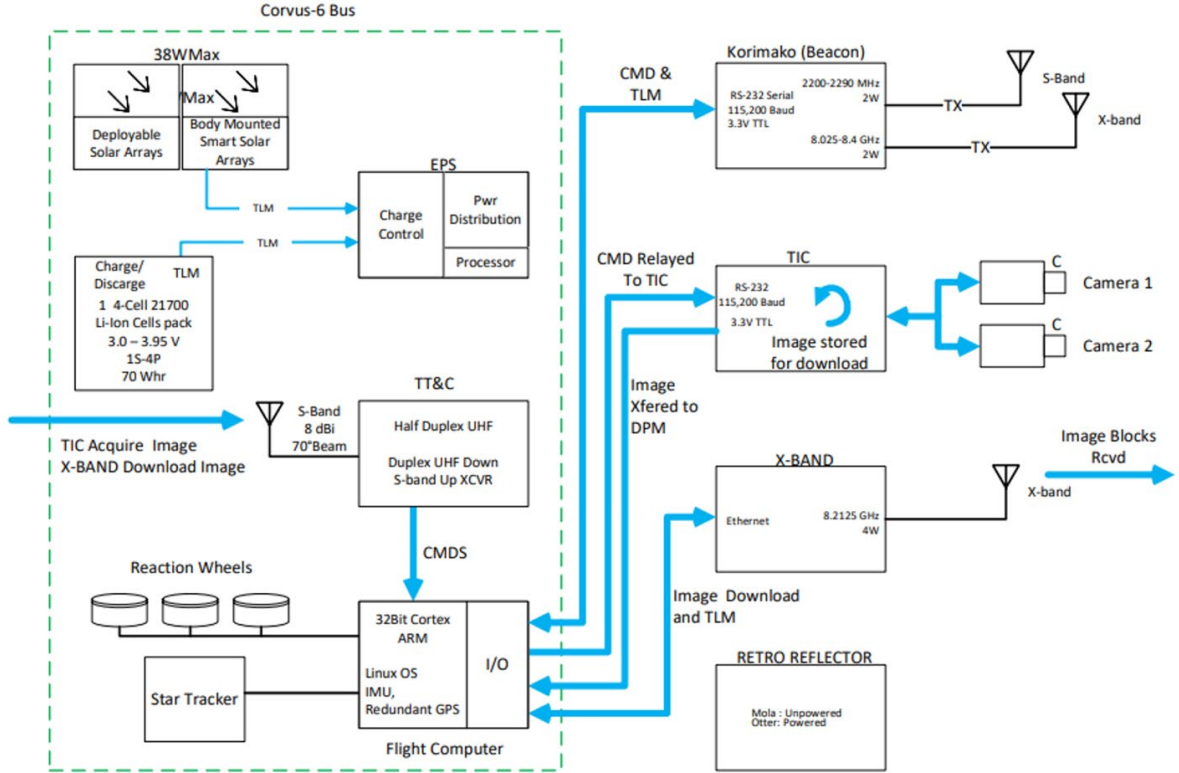 Corvus-6 Bus
38WMax
/Max
Deployable
Solar Arrays
Body Mounted
Smart Solar
Arrays
TLM
TLM
EPS
Charge
Control
Pwr
Distribution
Processor
Charge/
Discarge
TLM
1 4-Cell 21700
Li-Ion Cells pack
3.0 – 3.95 V
1S-4P
70 Whr
TIC Acquire Image
X-BAND Download Image
S-Band
8 dBi
70°Beam
TT&C
Half Duplex UHF
Duplex UHF Down
S-band Up XCVR
CMDS
Reaction Wheels
Star Tracker
32Bit Cortex
ARM
Linux OS
IMU,
Redundant GPS
I/O
Flight Computer
CMD &
TLM
Korimako (Beacon)
RS-232 Serial
115,200 Baud
3.3V TTL
2200-2290 MHz
2W
8.025-8.4 GHz
2W
TX
TX
S-Band
X-band
CMD Relayed
To TIC
TIC
RS-232
115,200 Baud
3.3V TTL
Image stored
for download
C
Camera 1
C
Camera 2
Image
Xfered to
DPM
X-BAND
Ethernet
8.2125 GHz
4W
X-band
Image Blocks
Rcvd
Image Download
and TLM
RETRO REFLECTOR
Mola : Unpowered
Otter: Powered